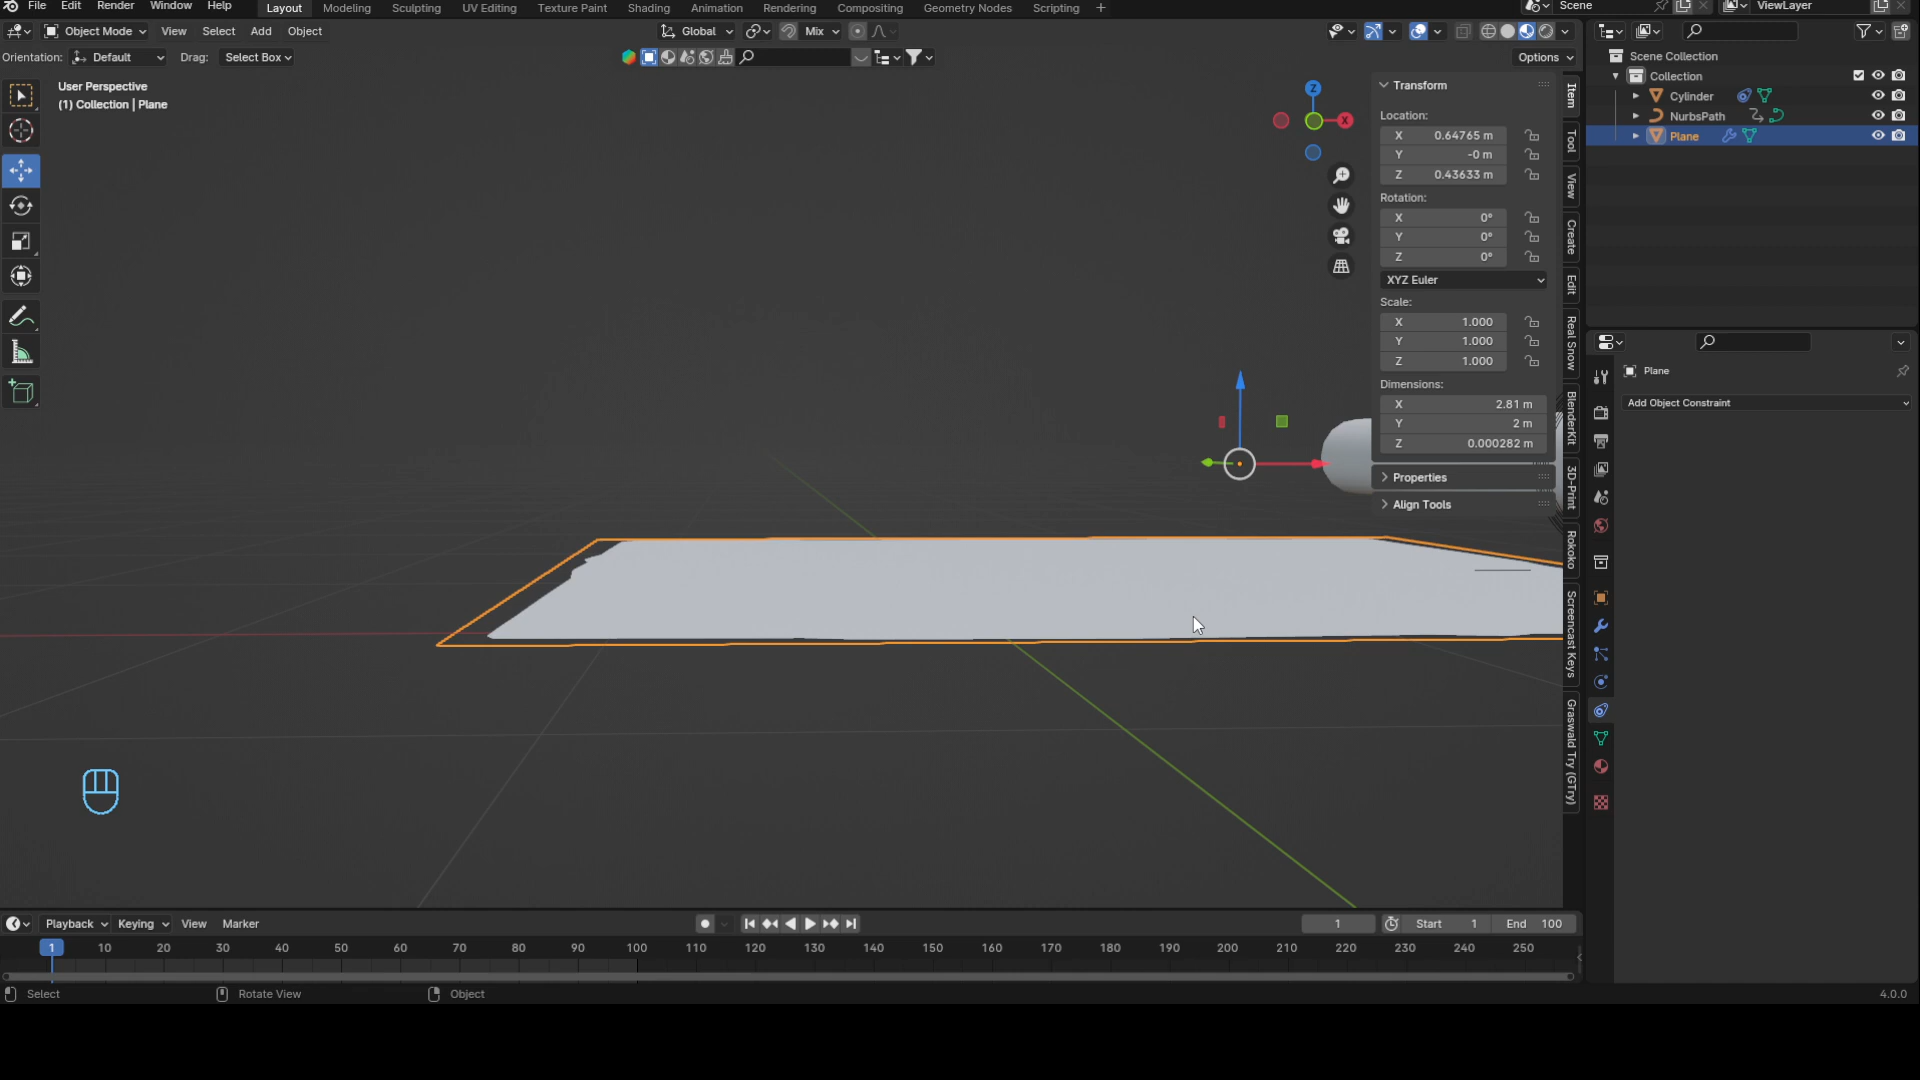 File Edit Render Window Help Layout Modeling Sculpting UV Editing Texture Paint Shading Animation Rendering Compositing Geometry Nodes Scripting + Scene ViewLayer
Object Mode View Select Add Object Global Mix
Orientation: Default Drag: Select Box Options
User Perspective
(1) Collection | Plane
Z
X
Transform
Location:
X 0.64765 m
Y -0 m
Z 0.43633 m
Rotation:
X 0°
Y 0°
Z 0°
XYZ Euler
Scale:
X 1.000
Y 1.000
Z 1.000
Dimensions:
X 2.81 m
Y 2 m
Z 0.000282 m
Properties
Align Tools
Item
Tool
View
Create
Edit
Real Snow
BlenderKit
3D-Print
Rokoko
Screencast Keys
Graswald Try (GTry)
Scene Collection
Collection
Cylinder
NurbsPath
Plane
Plane
Add Object Constraint
Playback Keying View Marker 1 Start 1 End 100
1 10 20 30 40 50 60 70 80 90 100 110 120 130 140 150 160 170 180 190 200 210 220 230 240 250
Select Rotate View Object 4.0.0